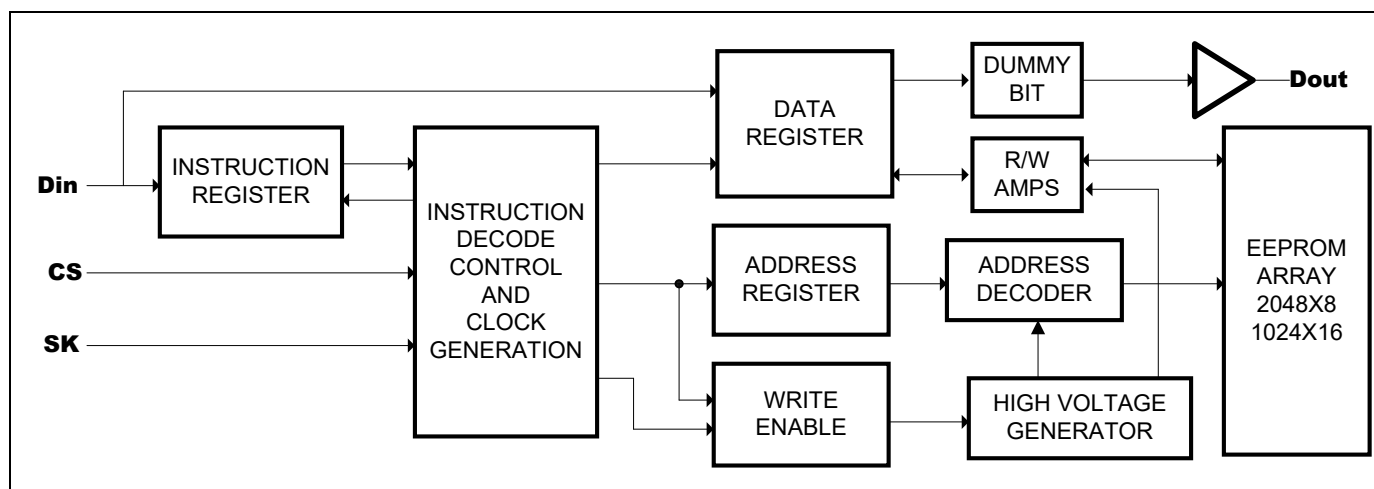 DUMMY
BIT
Dout
DATA
REGISTER
INSTRUCTION
REGISTER
R/W
AMPS
Din
INSTRUCTION
DECODE
CONTROL
AND
CLOCK
GENERATION
CS
SK
ADDRESS
REGISTER
ADDRESS
DECODER
EEPROM
ARRAY
2048X8
1024X16
WRITE
ENABLE
HIGH VOLTAGE
GENERATOR